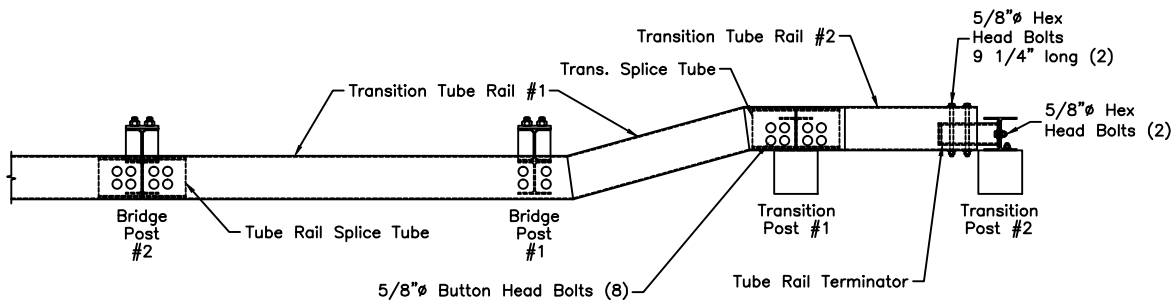 5/8"ø Hex
Head Bolts
9 1/4" long (2)
Transition Tube Rail #2
Trans. Splice Tube
Transition Tube Rail #1
5/8"ø Hex
Head Bolts (2)
Bridge
Post
#2
Tube Rail Splice Tube
Bridge
Post
#1
Transition
Post #1
Transition
Post #2
Tube Rail Terminator
5/8"ø Button Head Bolts (8)